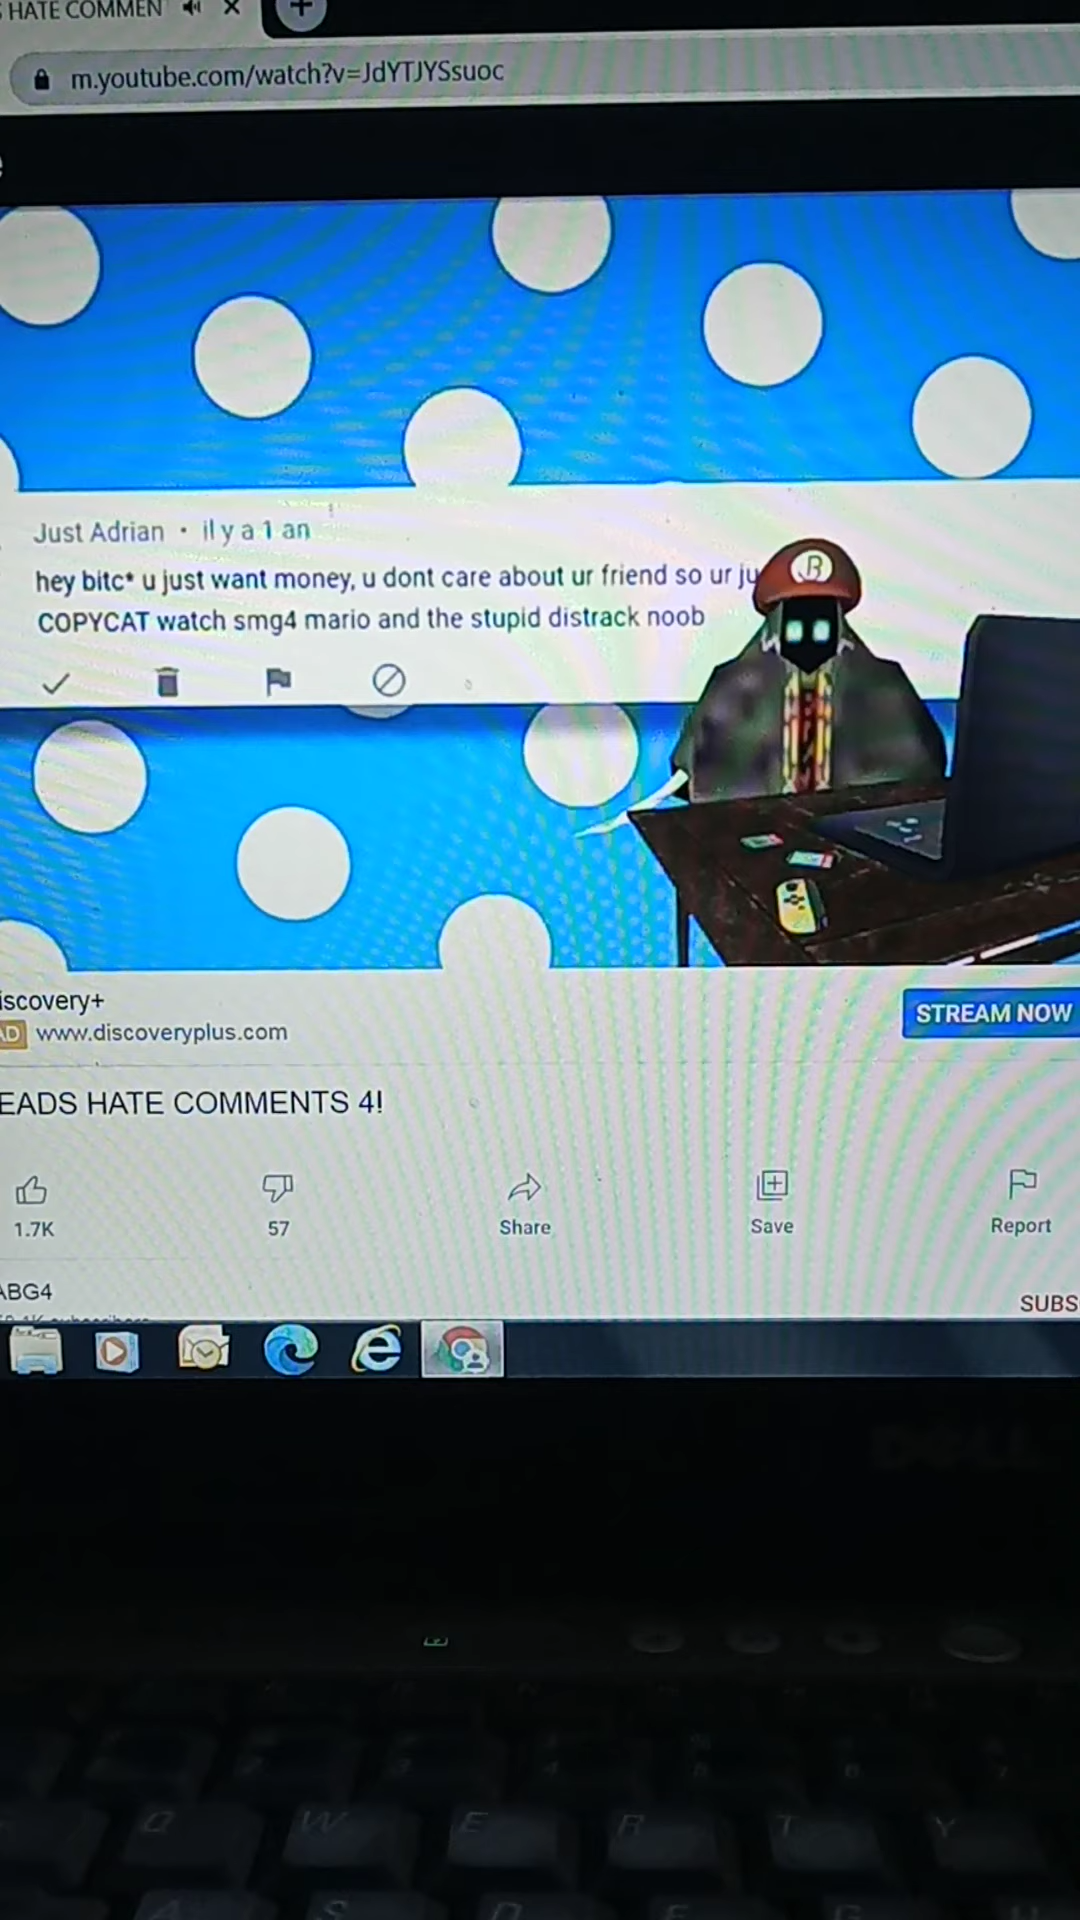 HATE COMMEN
m.youtube.com/watch?v=JdYTJYSsuoc
Just Adrian • il y a 1 an
hey bitc* u just want money, u dont care about ur friend so ur ju
COPYCAT watch smg4 mario and the stupid distrack noob
B
iscovery+
AD www.discoveryplus.com
STREAM NOW
EADS HATE COMMENTS 4!
1.7K
57
Share
Save
Report
ABG4
SUBS
DELL
Q W E R T Y
S D F G